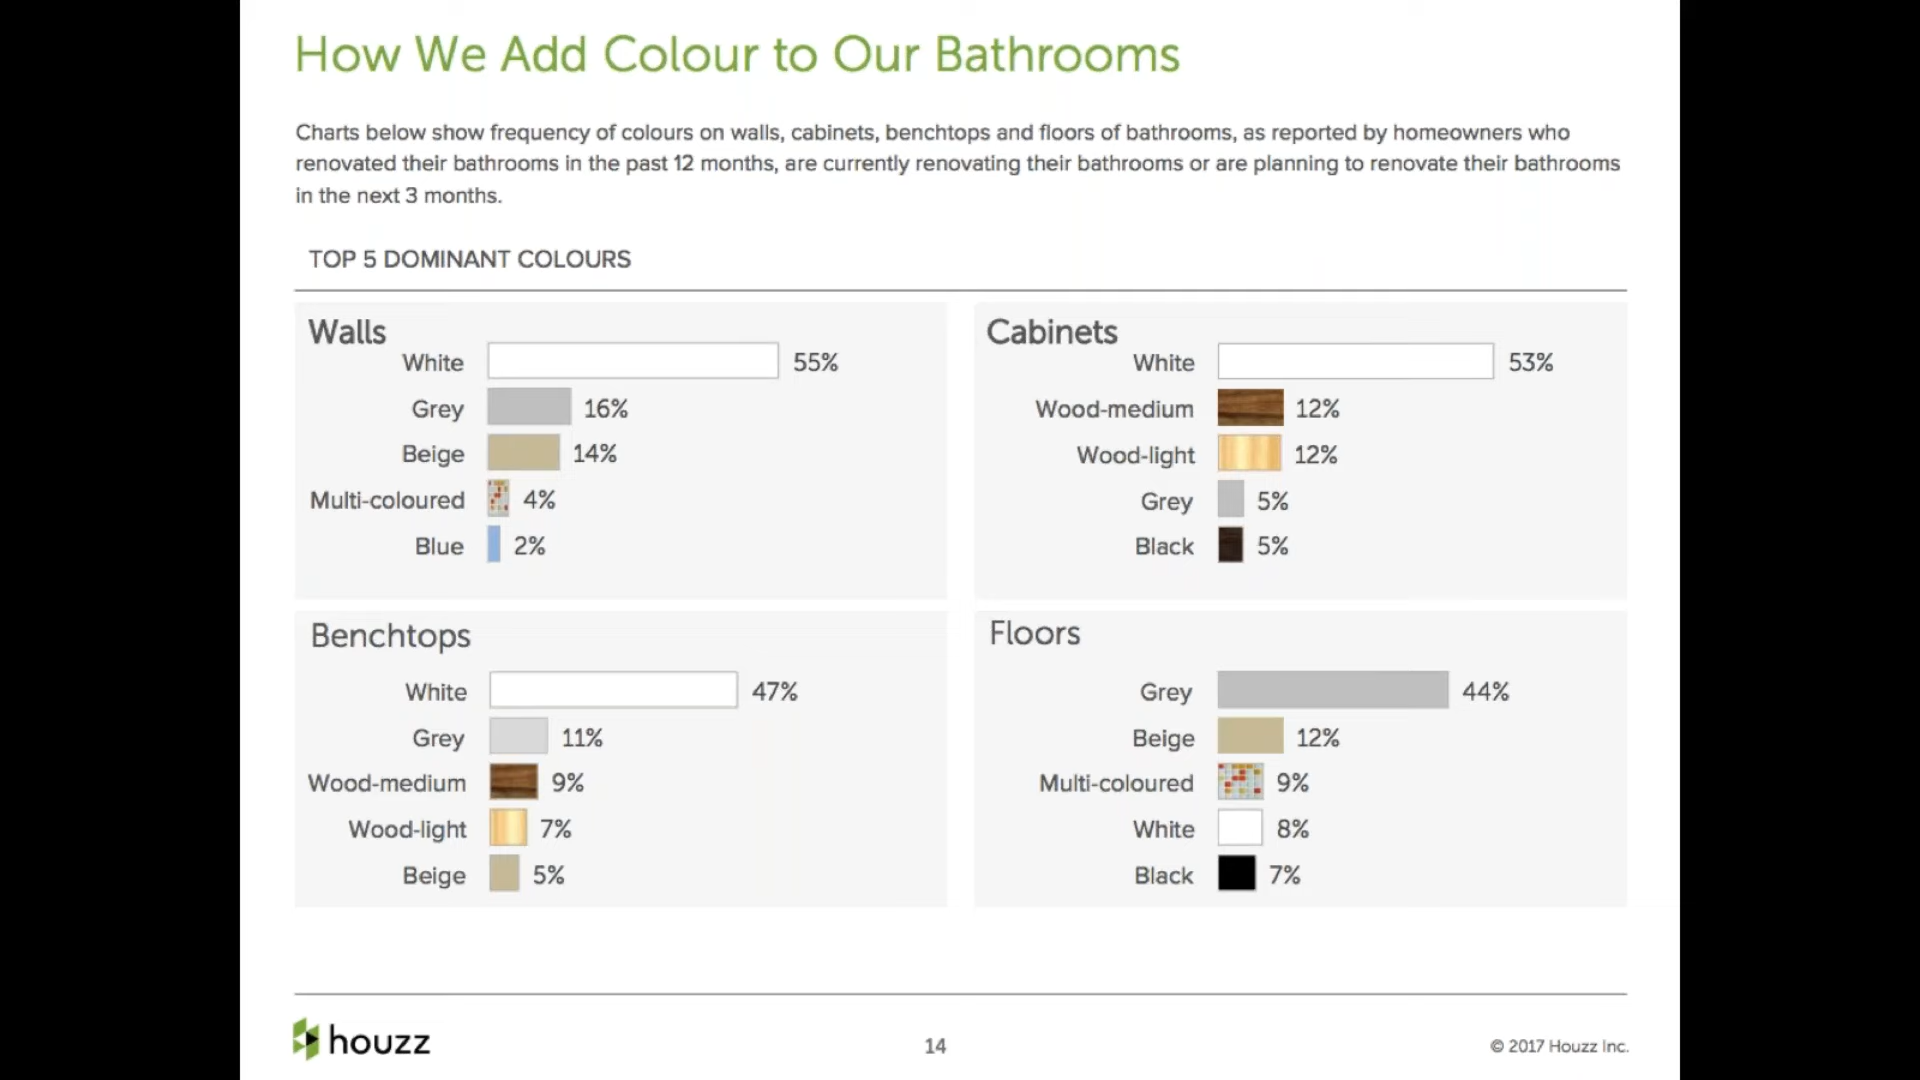 How We Add Colour to Our Bathrooms
Charts below show frequency of colours on walls, cabinets, benchtops and floors of bathrooms, as reported by homeowners who
renovated their bathrooms in the past 12 months, are currently renovating their bathrooms or are planning to renovate their bathrooms
in the next 3 months.
TOP 5 DOMINANT COLOURS
Walls
White 55%
Grey 16%
Beige 14%
Multi-coloured 4%
Blue 2%
Cabinets
White 53%
Wood-medium 12%
Wood-light 12%
Grey 5%
Black 5%
Benchtops
White 47%
Grey 11%
Wood-medium 9%
Wood-light 7%
Beige 5%
Floors
Grey 44%
Beige 12%
Multi-coloured 9%
White 8%
Black 7%
houzz
14
© 2017 Houzz Inc.